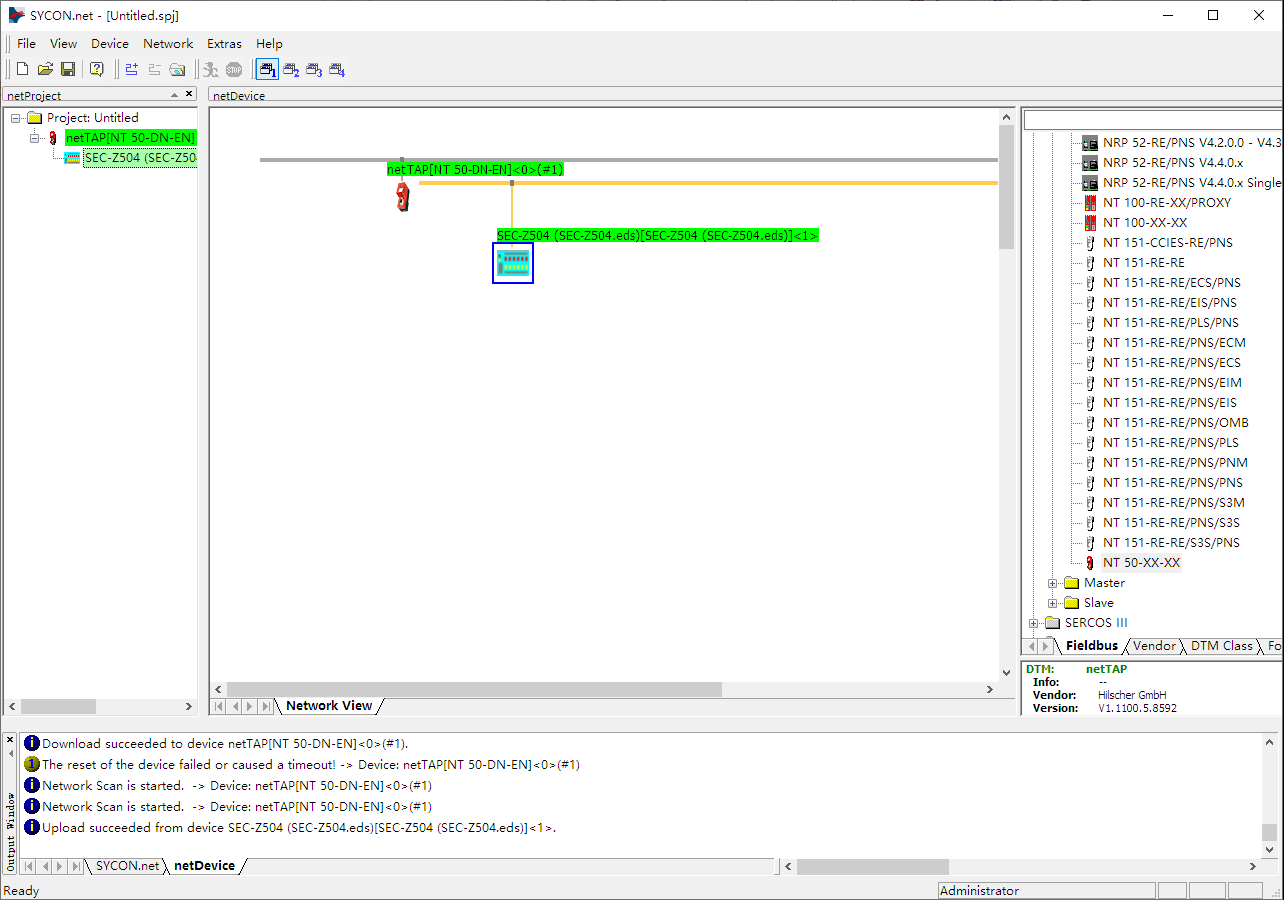 SYCON.net - [Untitled.spj]
File View Device Network Extras Help
STOP 1 2 3 4
netProject
netDevice
Project: Untitled
netTAP[NT 50-DN-EN]
SEC-Z504 (SEC-Z50
netTAP[NT 50-DN-EN]<0>(#1)
SEC-Z504 (SEC-Z504.eds)[SEC-Z504 (SEC-Z504.eds)]<1>
Network View
NRP 52-RE/PNS V4.2.0.0 - V4.3
NRP 52-RE/PNS V4.4.0.x
NRP 52-RE/PNS V4.4.0.x Single
NT 100-RE-XX/PROXY
NT 100-XX-XX
NT 151-CCIES-RE/PNS
NT 151-RE-RE
NT 151-RE-RE/ECS/PNS
NT 151-RE-RE/EIS/PNS
NT 151-RE-RE/PLS/PNS
NT 151-RE-RE/PNS/ECM
NT 151-RE-RE/PNS/ECS
NT 151-RE-RE/PNS/EIM
NT 151-RE-RE/PNS/EIS
NT 151-RE-RE/PNS/OMB
NT 151-RE-RE/PNS/PLS
NT 151-RE-RE/PNS/PNM
NT 151-RE-RE/PNS/PNS
NT 151-RE-RE/PNS/S3M
NT 151-RE-RE/PNS/S3S
NT 151-RE-RE/S3S/PNS
NT 50-XX-XX
Master
Slave
SERCOS III
Fieldbus Vendor DTM Class Fo
DTM: netTAP
Info: --
Vendor: Hilscher GmbH
Version: V1.1100.5.8592
Output Window
Download succeeded to device netTAP[NT 50-DN-EN]<0>(#1).
The reset of the device failed or caused a timeout! -> Device: netTAP[NT 50-DN-EN]<0>(#1)
Network Scan is started. -> Device: netTAP[NT 50-DN-EN]<0>(#1)
Network Scan is started. -> Device: netTAP[NT 50-DN-EN]<0>(#1)
Upload succeeded from device SEC-Z504 (SEC-Z504.eds)[SEC-Z504 (SEC-Z504.eds)]<1>.
SYCON.net netDevice
Ready
Administrator